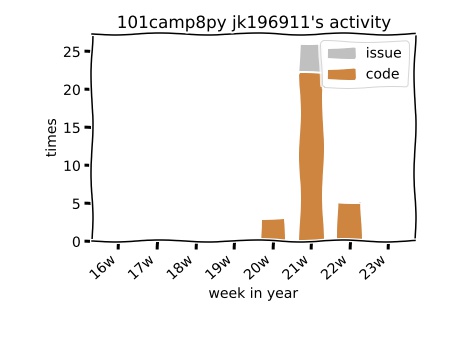 101camp8py jk196911's activity
issue
code
times
25
20
15
10
5
0
16w 17w 18w 19w 20w 21w 22w 23w
week in year